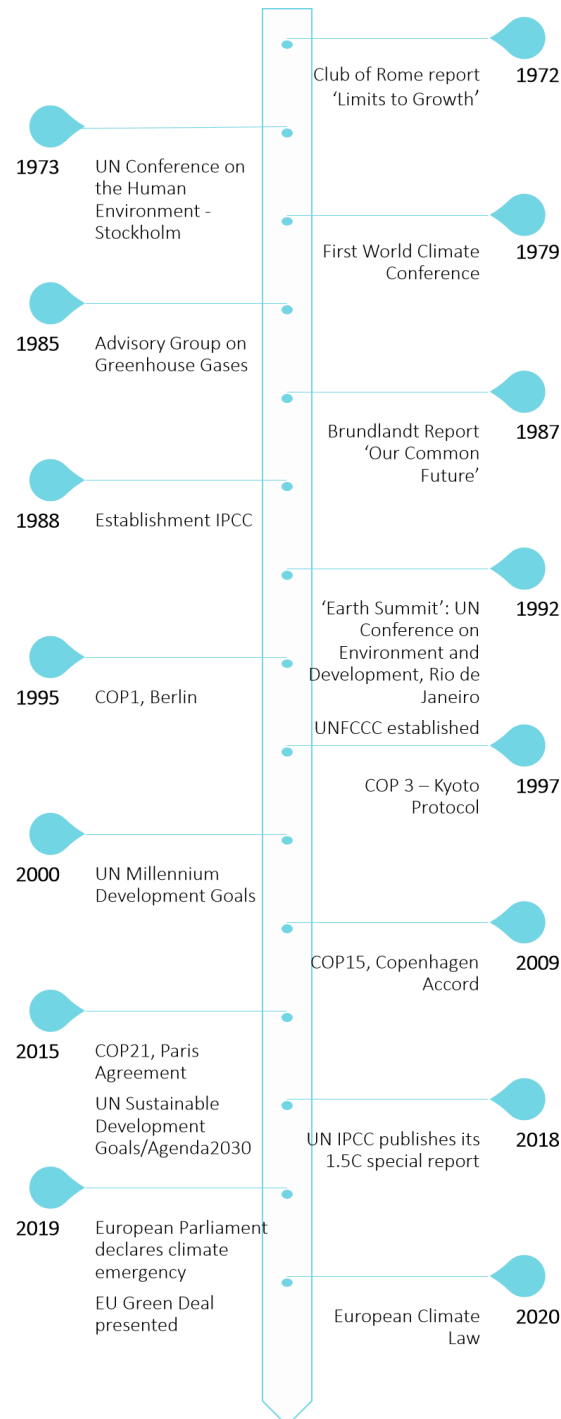 Club of Rome report
‘Limits to Growth’
1972
1973
UN Conference on
the Human
Environment -
Stockholm
First World Climate
Conference
1979
1985
Advisory Group on
Greenhouse Gases
Brundlandt Report
‘Our Common
Future’
1987
1988
Establishment IPCC
‘Earth Summit’: UN
Conference on
Environment and
Development, Rio de
Janeiro
UNFCCC established
1992
1995
COP1, Berlin
COP 3 – Kyoto
Protocol
1997
2000
UN Millennium
Development Goals
COP15, Copenhagen
Accord
2009
2015
COP21, Paris
Agreement
UN Sustainable
Development
Goals/Agenda2030
UN IPCC publishes its
1.5C special report
2018
2019
European Parliament
declares climate
emergency
EU Green Deal
presented
European Climate
Law
2020